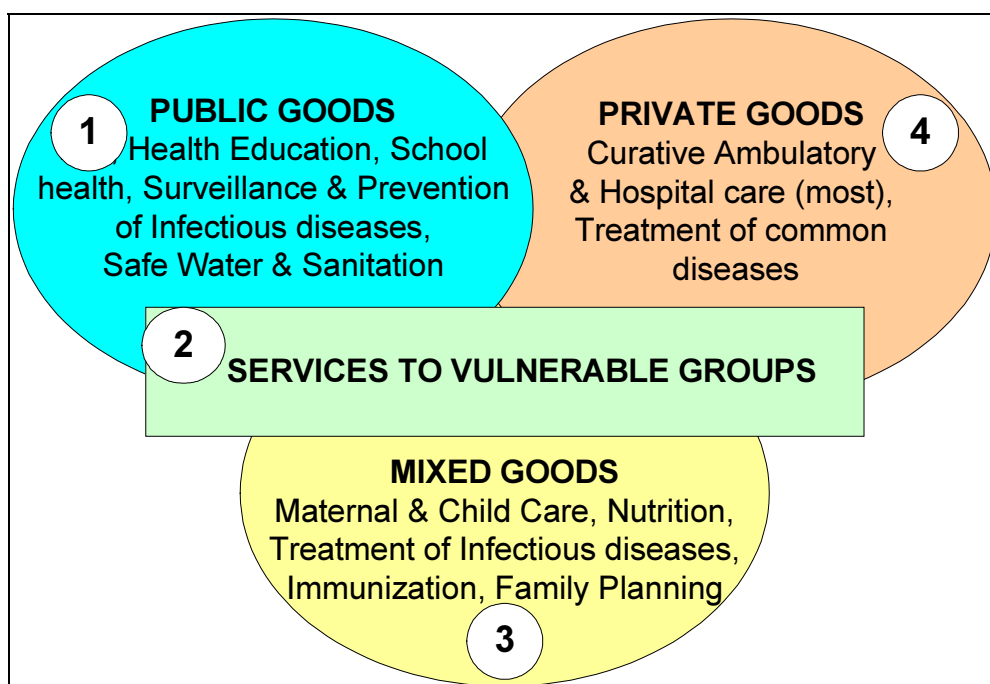 1
PUBLIC GOODS
, Health Education, School
health, Surveillance & Prevention
of Infectious diseases,
Safe Water & Sanitation
4
PRIVATE GOODS
Curative Ambulatory
& Hospital care (most),
Treatment of common
diseases
2
SERVICES TO VULNERABLE GROUPS
MIXED GOODS
Maternal & Child Care, Nutrition,
Treatment of Infectious diseases,
Immunization, Family Planning
3